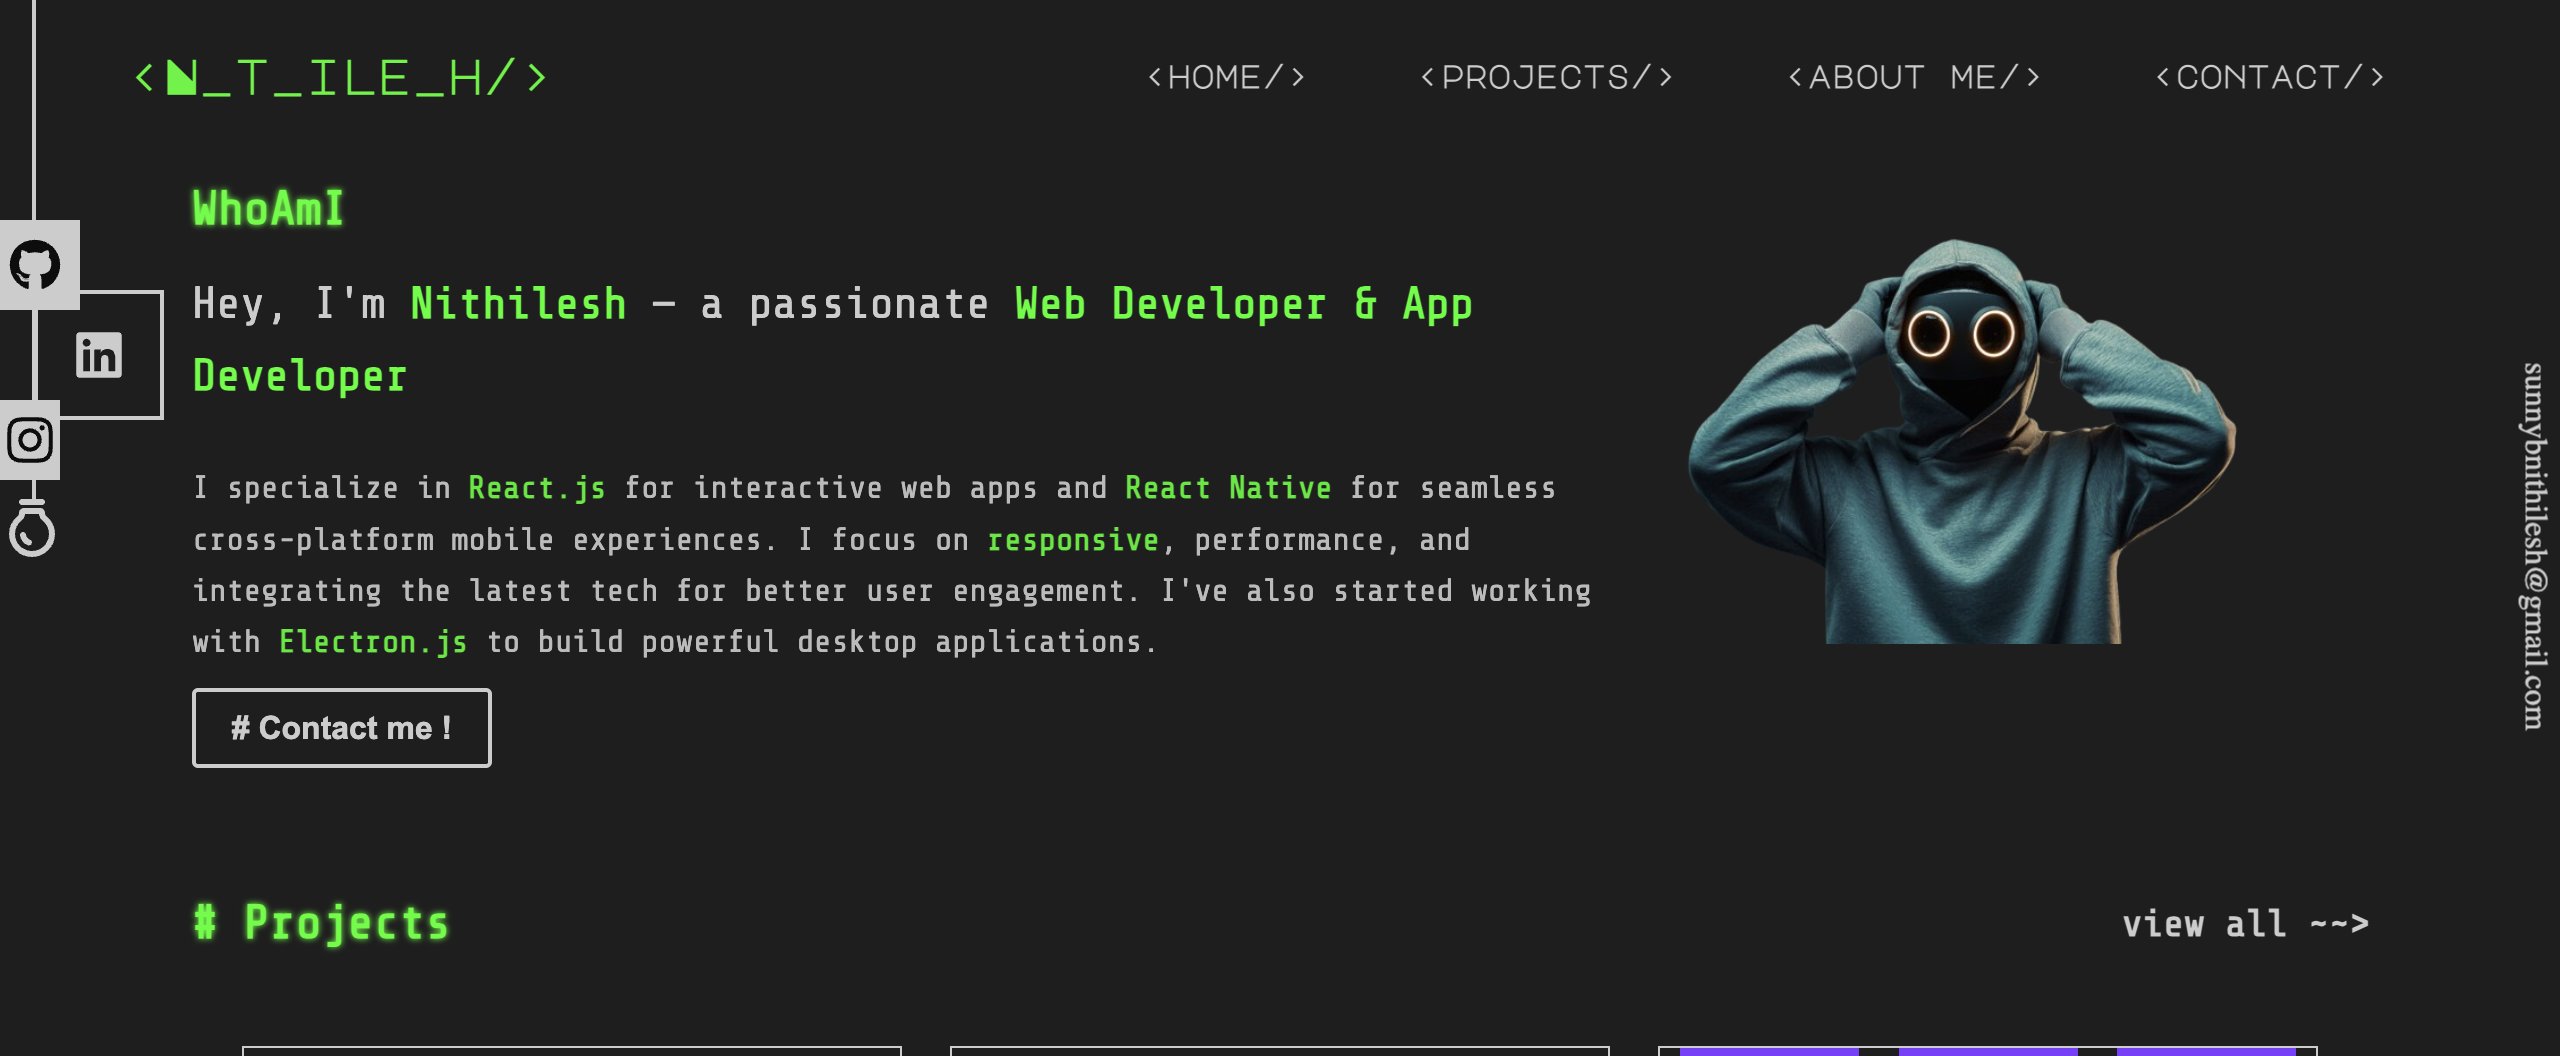 <N_T_ILE_H/>
<HOME/> <PROJECTS/> <ABOUT ME/> <CONTACT/>
WhoAmI
Hey, I'm Nithilesh — a passionate Web Developer & App
Developer
in
I specialize in React.js for interactive web apps and React Native for seamless
cross-platform mobile experiences. I focus on responsive, performance, and
integrating the latest tech for better user engagement. I've also started working
with Electron.js to build powerful desktop applications.
# Contact me !
sunnybnithilesh@gmail.com
# Projects
view all ~~>